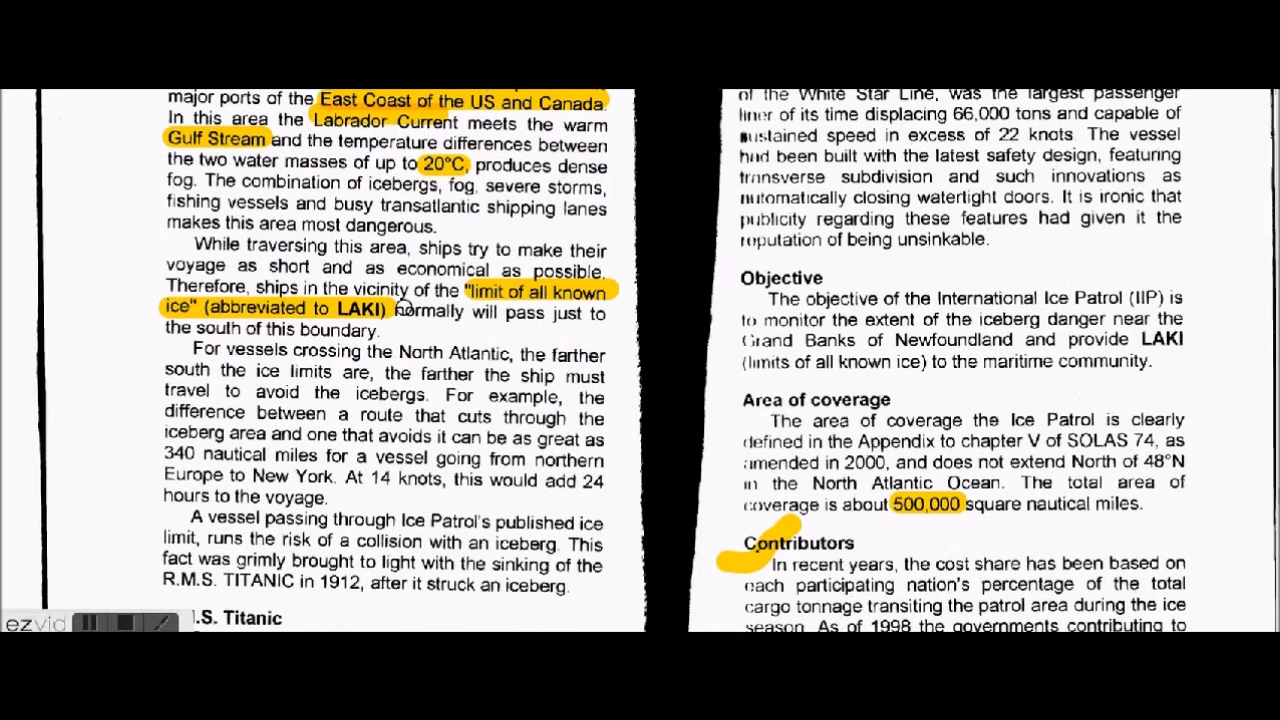 major ports of the East Coast of the US and Canada.
In this area the Labrador Current meets the warm
Gulf Stream and the temperature differences between
the two water masses of up to 20°C, produces dense
fog. The combination of icebergs, fog, severe storms,
fishing vessels and busy transatlantic shipping lanes
makes this area most dangerous.
While traversing this area, ships try to make their
voyage as short and as economical as possible.
Therefore, ships in the vicinity of the "limit of all known
ice" (abbreviated to LAKI) normally will pass just to
the south of this boundary.
For vessels crossing the North Atlantic, the farther
south the ice limits are, the farther the ship must
travel to avoid the icebergs. For example, the
difference between a route that cuts through the
iceberg area and one that avoids it can be as great as
340 nautical miles for a vessel going from northern
Europe to New York. At 14 knots, this would add 24
hours to the voyage.
A vessel passing through Ice Patrol's published ice
limit, runs the risk of a collision with an iceberg. This
fact was grimly brought to light with the sinking of the
R.M.S. TITANIC in 1912, after it struck an iceberg.
.S. Titanic
ezvid
of the White Star Line, was the largest passenger
liner of its time displacing 66,000 tons and capable of
sustained speed in excess of 22 knots. The vessel
had been built with the latest safety design, featuring
transverse subdivision and such innovations as
automatically closing watertight doors. It is ironic that
publicity regarding these features had given it the
reputation of being unsinkable.
Objective
The objective of the International Ice Patrol (IIP) is
to monitor the extent of the iceberg danger near the
Grand Banks of Newfoundland and provide LAKI
(limits of all known ice) to the maritime community.
Area of coverage
The area of coverage the Ice Patrol is clearly
defined in the Appendix to chapter V of SOLAS 74, as
amended in 2000, and does not extend North of 48°N
in the North Atlantic Ocean. The total area of
coverage is about 500,000 square nautical miles.
Contributors
In recent years, the cost share has been based on
each participating nation's percentage of the total
cargo tonnage transiting the patrol area during the ice
season. As of 1998 the governments contributing to